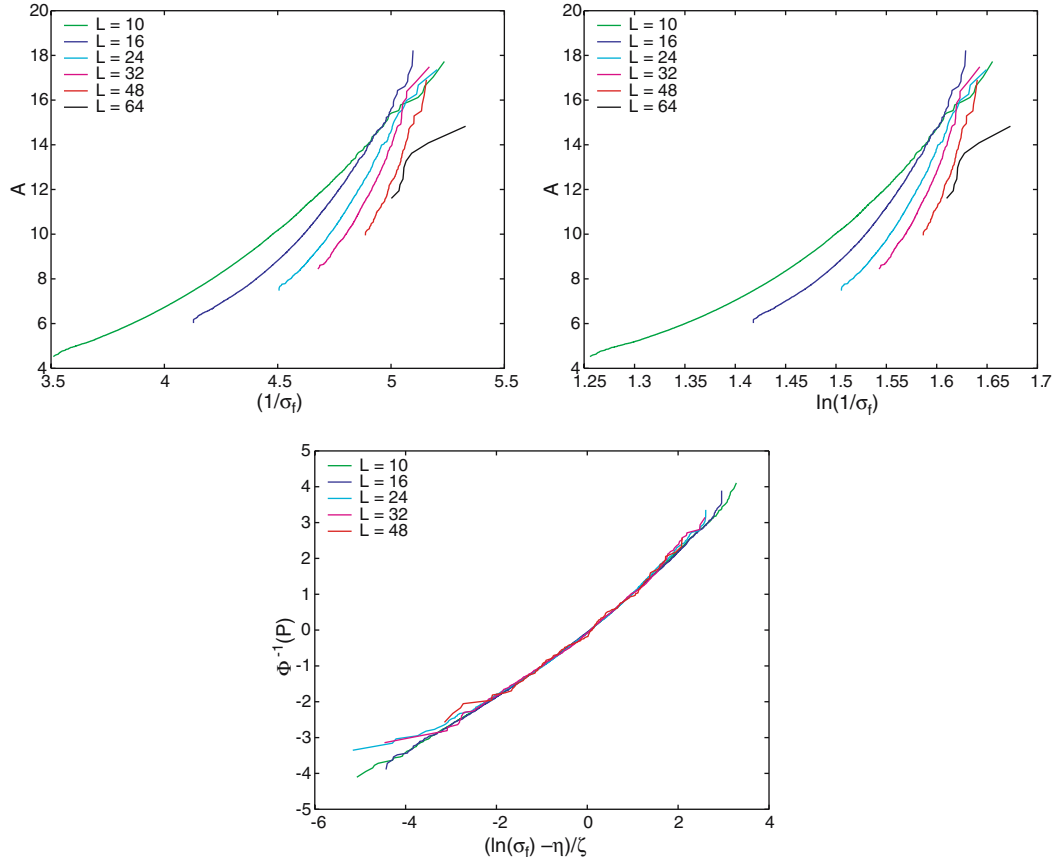 20
18
16
14
12
10
8
6
4
A
L = 10
L = 16
L = 24
L = 32
L = 48
L = 64
3.5
4
4.5
5
5.5
(1/σf)
20
18
16
14
12
10
8
6
4
A
L = 10
L = 16
L = 24
L = 32
L = 48
L = 64
1.25
1.3
1.35
1.4
1.45
1.5
1.55
1.6
1.65
1.7
ln(1/σf)
5
4
3
2
1
0
-1
-2
-3
-4
-5
Φ -1(P)
L = 10
L = 16
L = 24
L = 32
L = 48
-6
-4
-2
0
2
4
(ln(σf) –η)/ζ